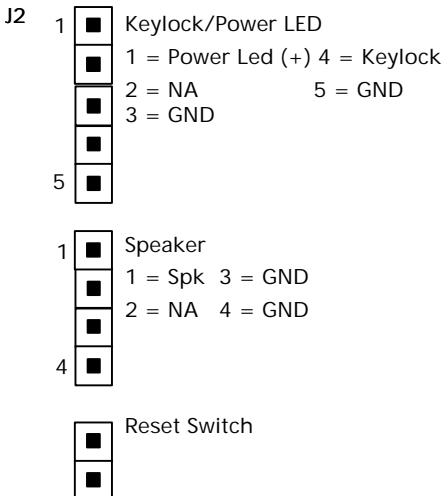 J2
1 Keylock/Power LED
1 = Power Led (+) 4 = Keylock
2 = NA 5 = GND
3 = GND
5
1 Speaker
1 = Spk 3 = GND
2 = NA 4 = GND
4
Reset Switch